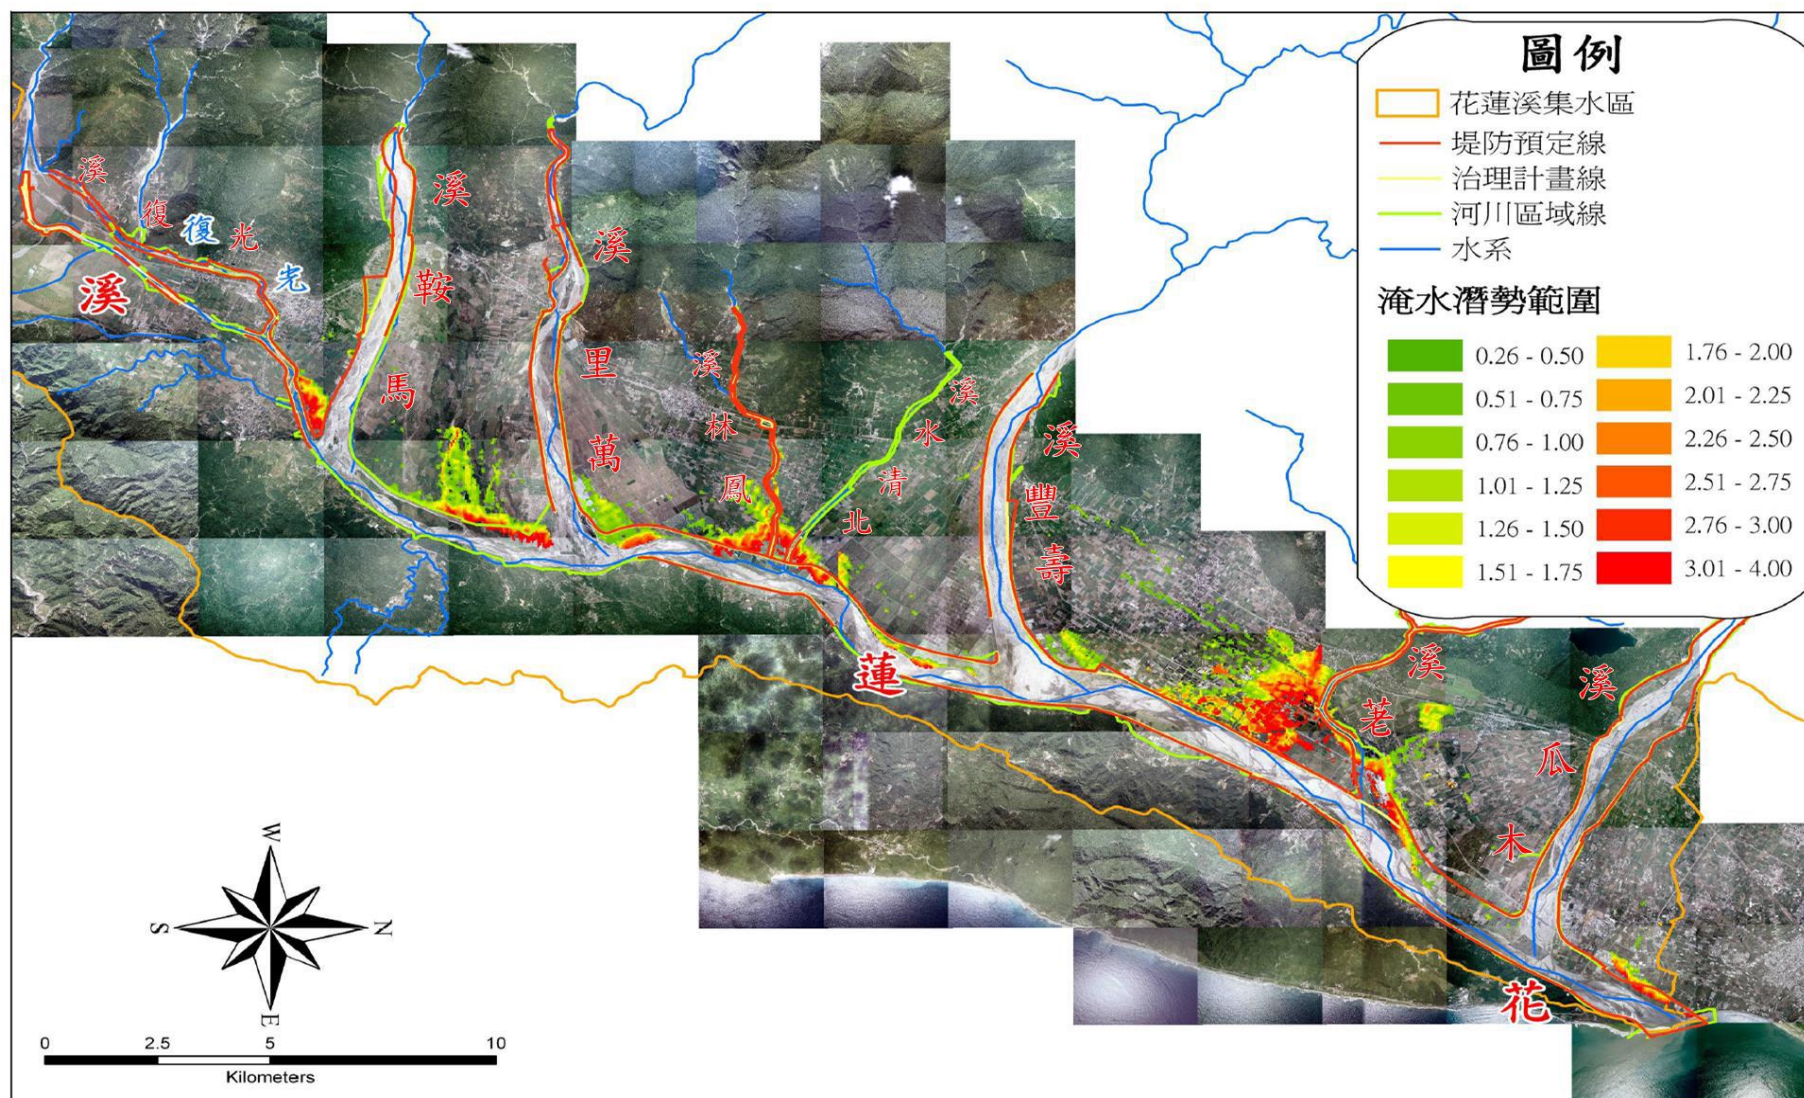 圖例
花蓮溪集水區
堤防預定線
治理計畫線
河川區域線
水系
淹水潛勢範圍
0.26 - 0.50
0.51 - 0.75
0.76 - 1.00
1.01 - 1.25
1.26 - 1.50
1.51 - 1.75
1.76 - 2.00
2.01 - 2.25
2.26 - 2.50
2.51 - 2.75
2.76 - 3.00
3.01 - 4.00
花蓮溪
光復溪
光復
馬鞍溪
萬里溪
鳳林溪
北清水溪
壽豐溪
荖溪
木瓜溪
W
S
N
E
0 2.5 5 10
Kilometers